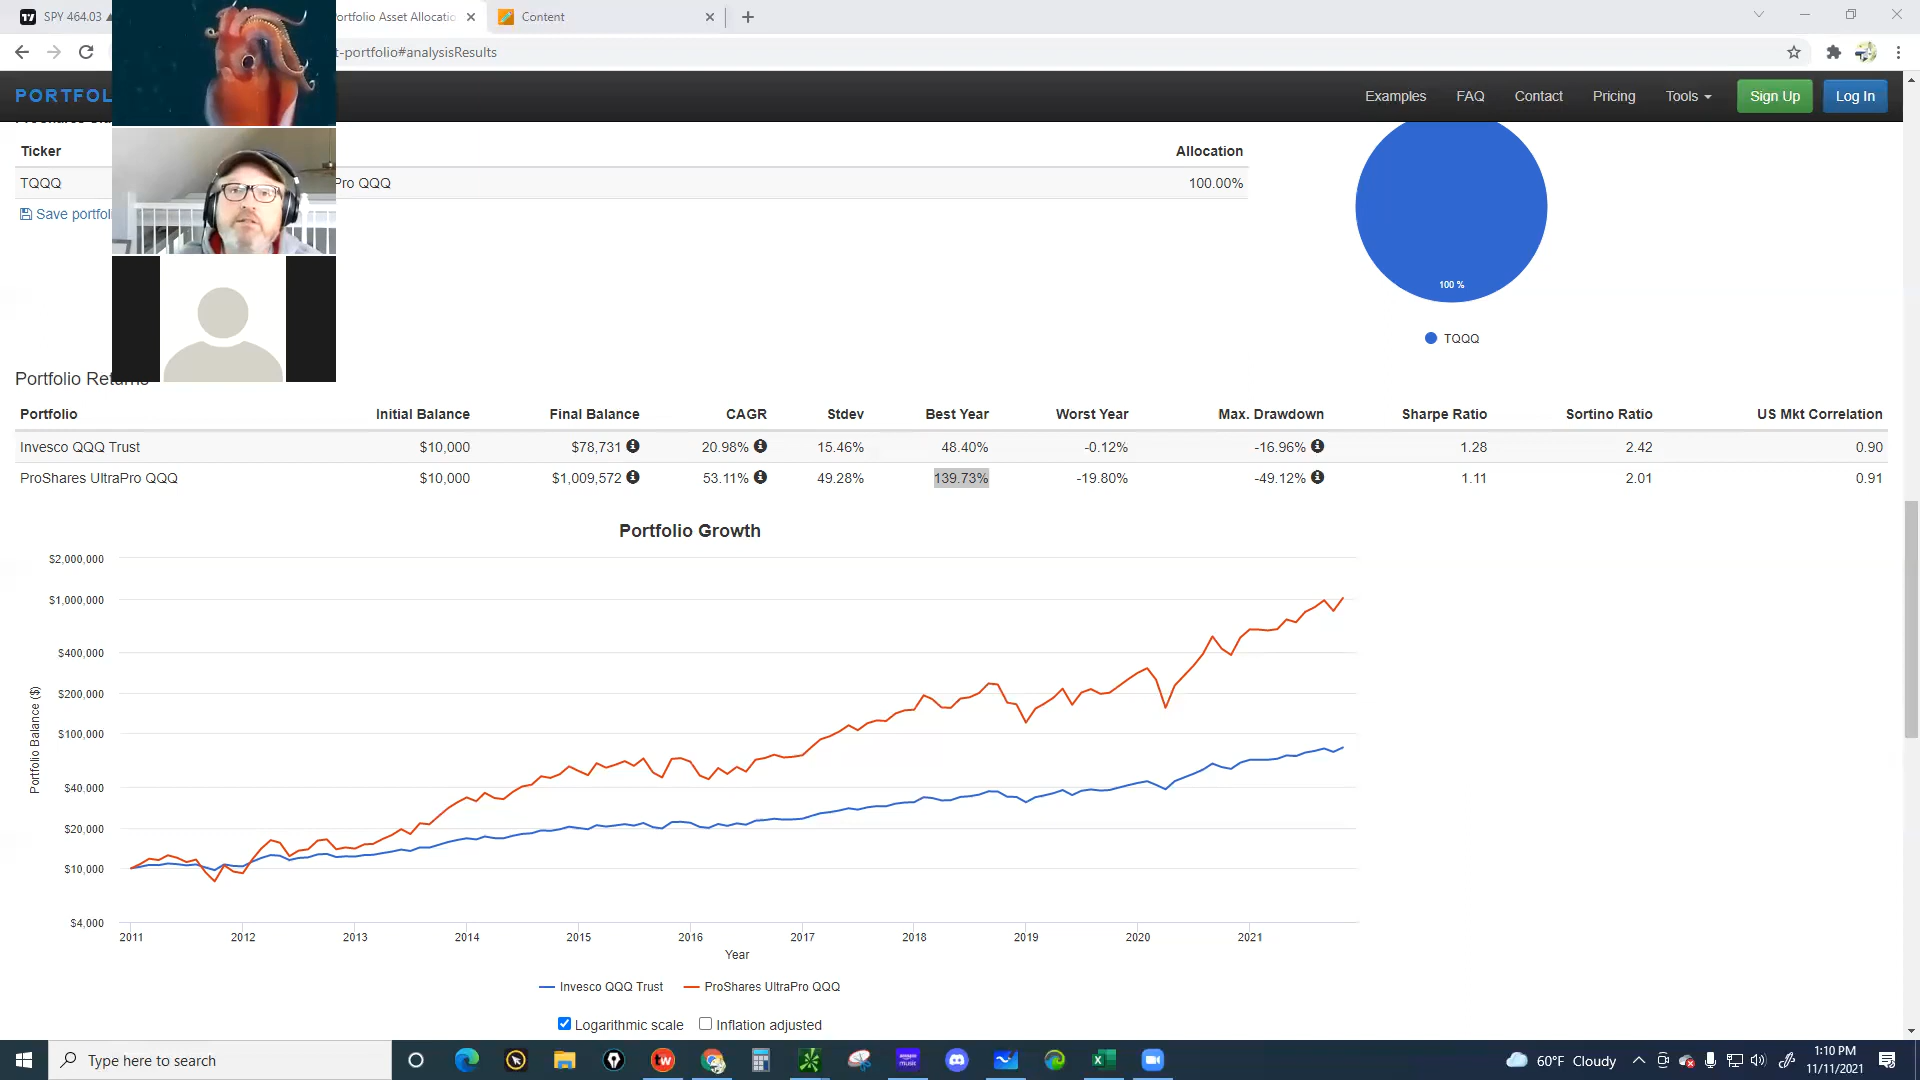 SPY 464.03
ortfolio Asset Allocatio
Content
t-portfolio#analysisResults
PORTFOL
Examples FAQ Contact Pricing Tools Sign Up Log In
Ticker Allocation
TQQQ Pro QQQ 100.00%
Save portfoli
100 %
TQQQ
Portfolio Returns
Portfolio Initial Balance Final Balance CAGR Stdev Best Year Worst Year Max. Drawdown Sharpe Ratio Sortino Ratio US Mkt Correlation
Invesco QQQ Trust $10,000 $78,731 20.98% 15.46% 48.40% -0.12% -16.96% 1.28 2.42 0.90
ProShares UltraPro QQQ $10,000 $1,009,572 53.11% 49.28% 139.73% -19.80% -49.12% 1.11 2.01 0.91
Portfolio Growth
Portfolio Balance ($)
$2,000,000
$1,000,000
$400,000
$200,000
$100,000
$40,000
$20,000
$10,000
$4,000
2011 2012 2013 2014 2015 2016 2017 2018 2019 2020 2021
Year
Invesco QQQ Trust ProShares UltraPro QQQ
Logarithmic scale Inflation adjusted
Type here to search
60°F Cloudy
1:10 PM
11/11/2021